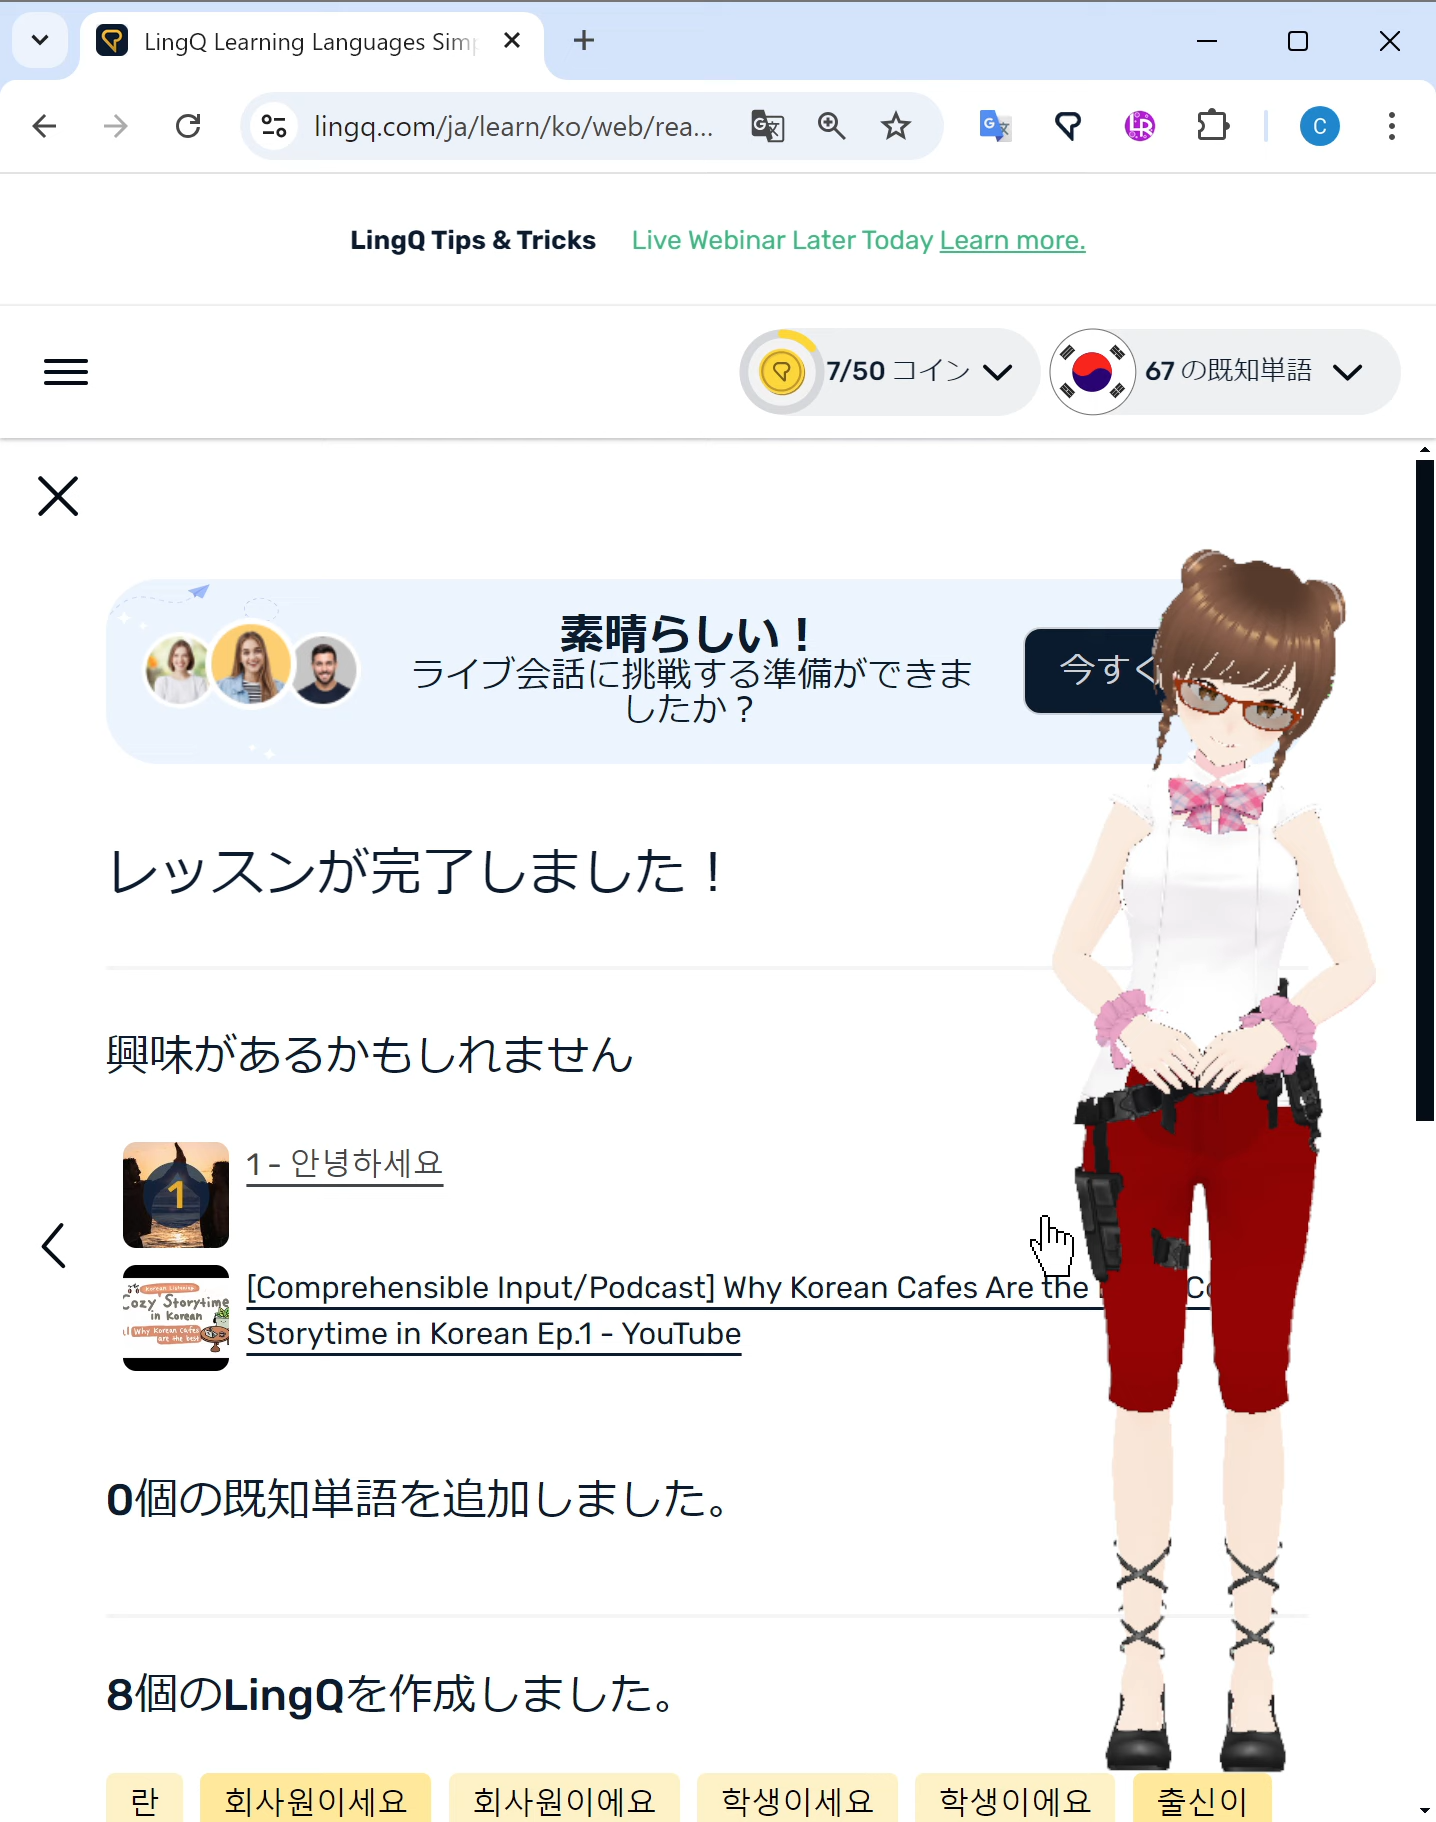 LingQ Learning Languages Sim
lingq.com/ja/learn/ko/web/rea...
C
LingQ Tips & Tricks Live Webinar Later Today Learn more.
7/50 コイン
67 の既知単語
素晴らしい！
ライブ会話に挑戦する準備ができま
したか？
今すぐ
レッスンが完了しました！
興味があるかもしれません
1
1 - 안녕하세요
Korean Listening
Cozy Storytime
in Korean
Why Korean Cafes
are the best
[Comprehensible Input/Podcast] Why Korean Cafes Are the
Storytime in Korean Ep.1 - YouTube
0個の既知単語を追加しました。
8個のLingQを作成しました。
란 회사원이세요 회사원이에요 학생이세요 학생이에요 출신이